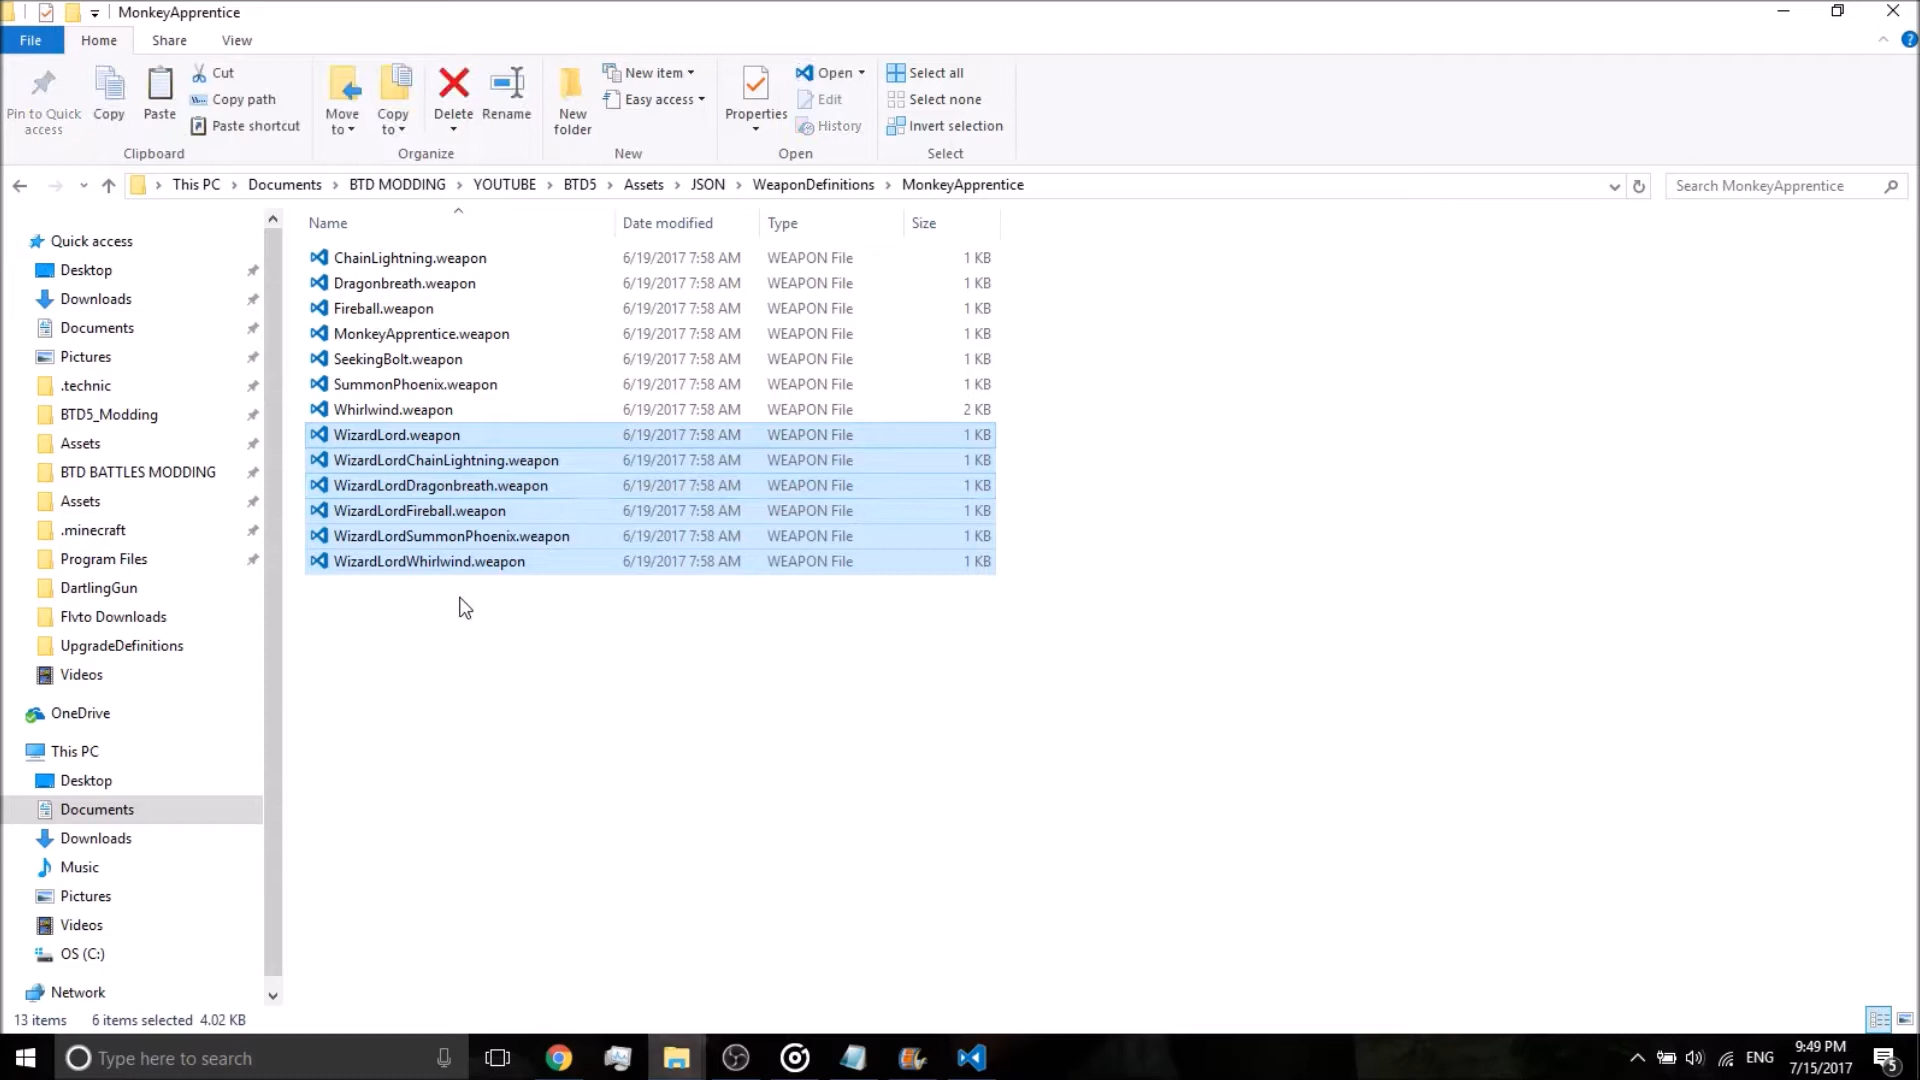 MonkeyApprentice
File Home Share View
Pin to Quick access
Copy
Paste
Cut
Copy path
Paste shortcut
Clipboard
Move to
Copy to
Delete
Rename
Organize
New folder
New item
Easy access
New
Properties
Open
Edit
History
Open
Select all
Select none
Invert selection
Select
This PC > Documents > BTD MODDING > YOUTUBE > BTD5 > Assets > JSON > WeaponDefinitions > MonkeyApprentice
Search MonkeyApprentice
Quick access
Desktop
Downloads
Documents
Pictures
.technic
BTD5_Modding
Assets
BTD BATTLES MODDING
Assets
.minecraft
Program Files
DartlingGun
Flvto Downloads
UpgradeDefinitions
Videos
OneDrive
This PC
Desktop
Documents
Downloads
Music
Pictures
Videos
OS (C:)
Network
Name Date modified Type Size
ChainLightning.weapon 6/19/2017 7:58 AM WEAPON File 1 KB
Dragonbreath.weapon 6/19/2017 7:58 AM WEAPON File 1 KB
Fireball.weapon 6/19/2017 7:58 AM WEAPON File 1 KB
MonkeyApprentice.weapon 6/19/2017 7:58 AM WEAPON File 1 KB
SeekingBolt.weapon 6/19/2017 7:58 AM WEAPON File 1 KB
SummonPhoenix.weapon 6/19/2017 7:58 AM WEAPON File 1 KB
Whirlwind.weapon 6/19/2017 7:58 AM WEAPON File 2 KB
WizardLord.weapon 6/19/2017 7:58 AM WEAPON File 1 KB
WizardLordChainLightning.weapon 6/19/2017 7:58 AM WEAPON File 1 KB
WizardLordDragonbreath.weapon 6/19/2017 7:58 AM WEAPON File 1 KB
WizardLordFireball.weapon 6/19/2017 7:58 AM WEAPON File 1 KB
WizardLordSummonPhoenix.weapon 6/19/2017 7:58 AM WEAPON File 1 KB
WizardLordWhirlwind.weapon 6/19/2017 7:58 AM WEAPON File 1 KB
13 items 6 items selected 4.02 KB
Type here to search
ENG
9:49 PM
7/15/2017
5